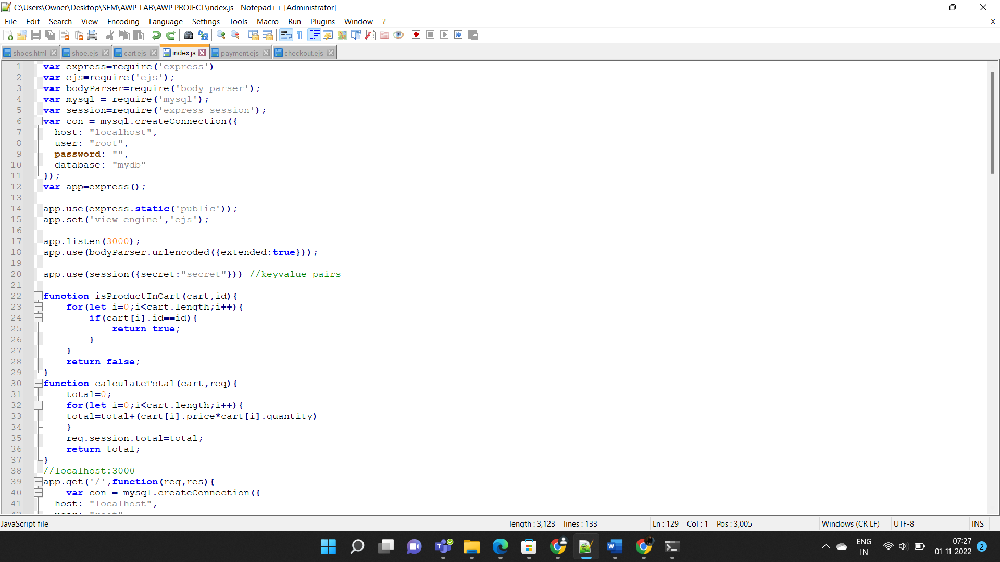 C:\Users\Owner\Desktop\SEM\AWP-LAB\AWP PROJECT\index.js - Notepad++ [Administrator]
File Edit Search View Encoding Language Settings Tools Macro Run Plugins Window ? X
shoes.html shoe.ejs cart.ejs index.js payment.ejs checkout.ejs
1 var express=require('express')
2 var ejs=require('ejs');
3 var bodyParser=require('body-parser');
4 var mysql = require('mysql');
5 var session=require('express-session');
6 var con = mysql.createConnection({
7 host: "localhost",
8 user: "root",
9 password: "",
10 database: "mydb"
11 });
12 var app=express();
13
14 app.use(express.static('public'));
15 app.set('view engine','ejs');
16
17 app.listen(3000);
18 app.use(bodyParser.urlencoded({extended:true}));
19
20 app.use(session({secret:"secret"})) //keyvalue pairs
21
22 function isProductInCart(cart,id){
23 for(let i=0;i<cart.length;i++){
24 if(cart[i].id==id){
25 return true;
26 }
27 }
28 return false;
29 }
30 function calculateTotal(cart,req){
31 total=0;
32 for(let i=0;i<cart.length;i++){
33 total=total+(cart[i].price*cart[i].quantity)
34 }
35 req.session.total=total;
36 return total;
37 }
38 //localhost:3000
39 app.get('/',function(req,res){
40 var con = mysql.createConnection({
41 host: "localhost",
JavaScript file length : 3,123 lines : 133 Ln : 129 Col : 1 Pos : 3,005 Windows (CR LF) UTF-8 INS
ENG
IN
07:27
01-11-2022
2